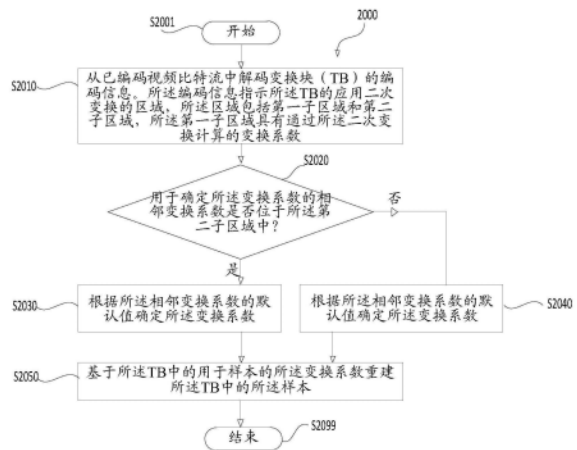 S2001
开始
2000
S2010
从已编码视频比特流中解码变换块（TB）的编
码信息。所述编码信息指示所述TB的应用二次
变换的区域，所述区域包括第一子区域和第二
子区域，所述第一子区域具有通过所述二次变
换计算的变换系数
S2020
用于确定所述变换系数的相
邻变换系数是否位于所述第
二子区域中？
否
是
S2030
根据所述相邻变换系数的默
认值确定所述变换系数
根据所述相邻变换系数的默
认值确定所述变换系数
S2040
S2050
基于所述TB中的用于样本的所述变换系数重建
所述TB中的所述样本
结束
S2099